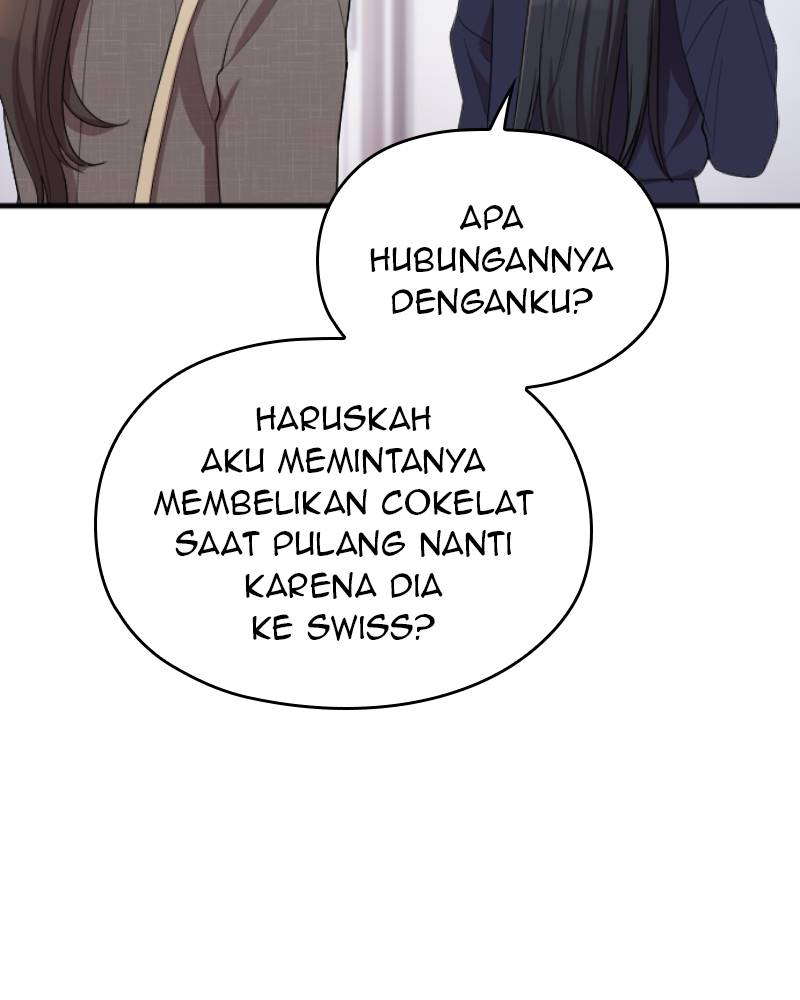 APA
HUBUNGANNYA
DENGANKU?
HARUSKAH
AKU MEMINTANYA
MEMBELIKAN COKELAT
SAAT PULANG NANTI
KARENA DIA
KE SWISS?